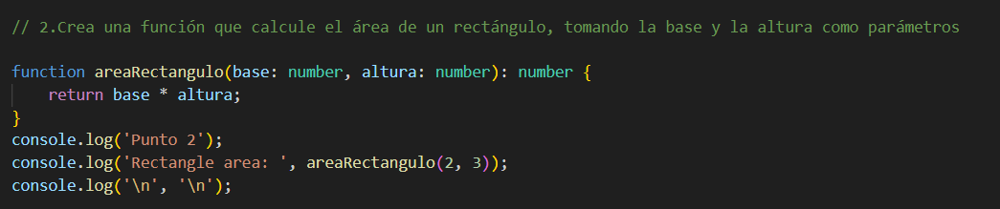 // 2.Crea una función que calcule el área de un rectángulo, tomando la base y la altura como parámetros
function areaRectangulo(base: number, altura: number): number {
return base * altura;
}
console.log('Punto 2');
console.log('Rectangle area: ', areaRectangulo(2, 3));
console.log('\n', '\n');